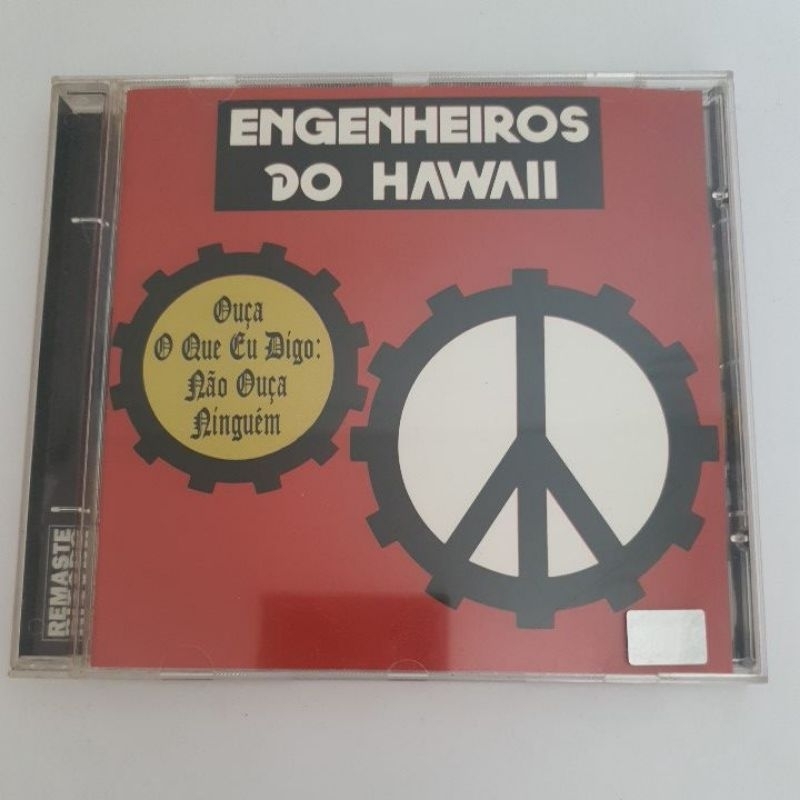 ENGENHEIROS
DO HAWAII
Ouça
O Que Eu Digo:
Não Ouça
Ninguém
REMASTE